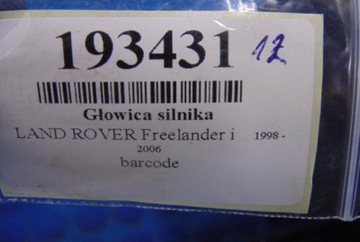 193431 12
Głowica silnika
LAND ROVER Freelander i 1998 -
2006
barcode